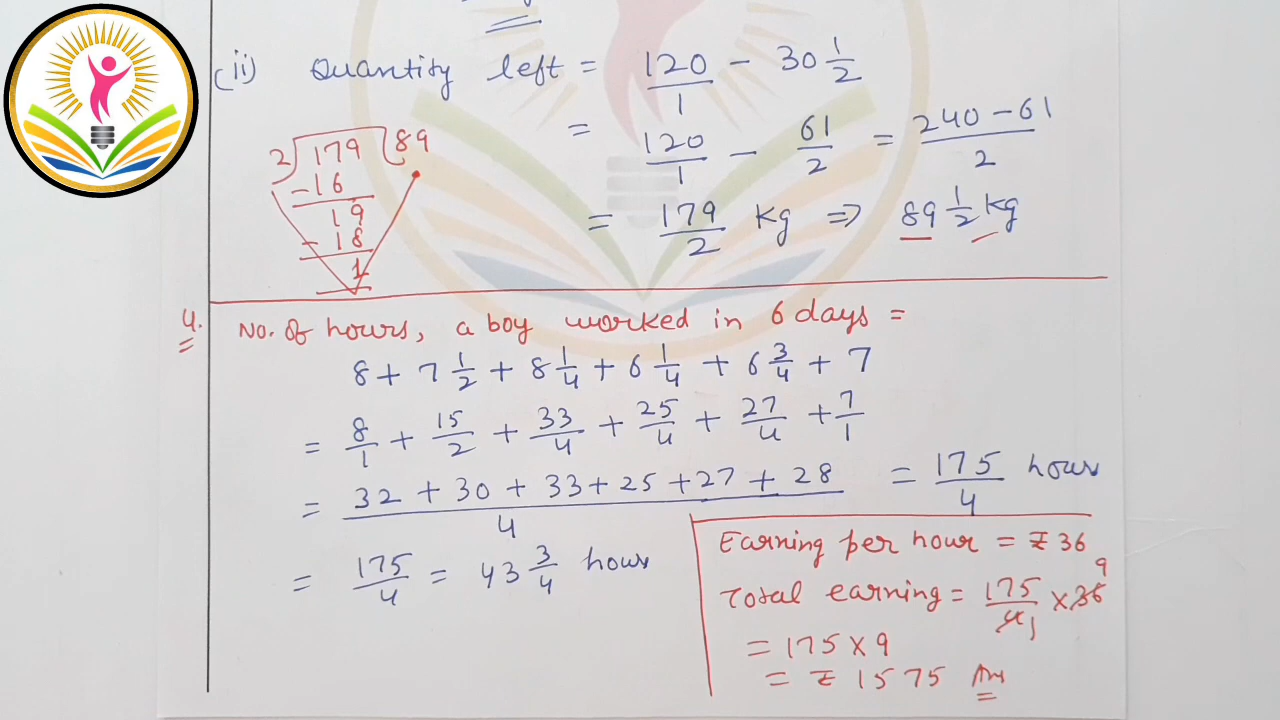 (ii) Quantity left = 120/1 - 30 1/2
= 120/1 - 61/2 = 240-61/2
= 179/2 Kg => 89 1/2 kg
2 179 89
-16
19
-18
1
4. No. of hours, a boy worked in 6 days =
8 + 7 1/2 + 8 1/4 + 6 1/4 + 6 3/4 + 7
= 8/1 + 15/2 + 33/4 + 25/4 + 27/4 + 7/1
= 32 + 30 + 33 + 25 + 27 + 28/4 = 175/4 hours
= 175/4 = 43 3/4 hours
Earning per hour = ₹ 36
Total earning = 175/4 1 × 36 9
= 175 × 9
= ₹ 1575 Ans